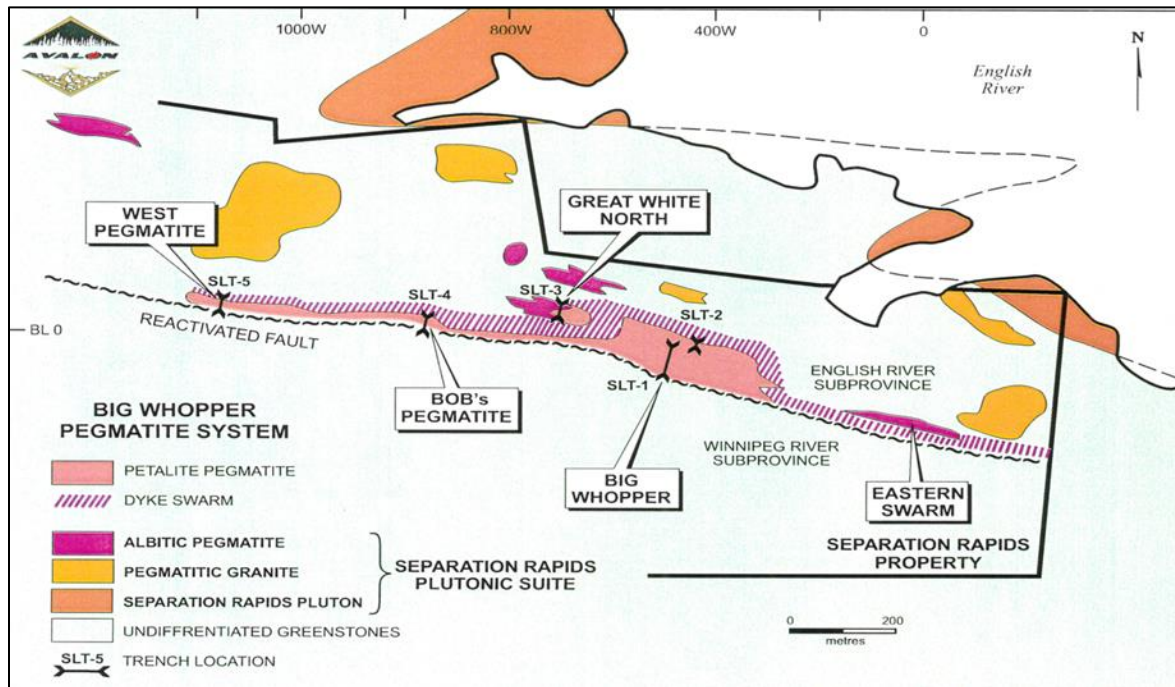 1000W
800W
400W
0
N
AVALON
English
River
WEST
PEGMATITE
GREAT WHITE
NORTH
SLT-5
SLT-4
SLT-3
SLT-2
BL 0
REACTIVATED FAULT
SLT-1
ENGLISH RIVER
SUBPROVINCE
BOB's
PEGMATITE
WINNIPEG RIVER
SUBPROVINCE
BIG
WHOPPER
EASTERN
SWARM
SEPARATION RAPIDS
PROPERTY
BIG WHOPPER
PEGMATITE SYSTEM
PETALITE PEGMATITE
DYKE SWARM
ALBITIC PEGMATITE
PEGMATITIC GRANITE
SEPARATION RAPIDS PLUTON
SEPARATION RAPIDS
PLUTONIC SUITE
UNDIFFRENTIATED GREENSTONES
SLT-5 TRENCH LOCATION
0 200
metres